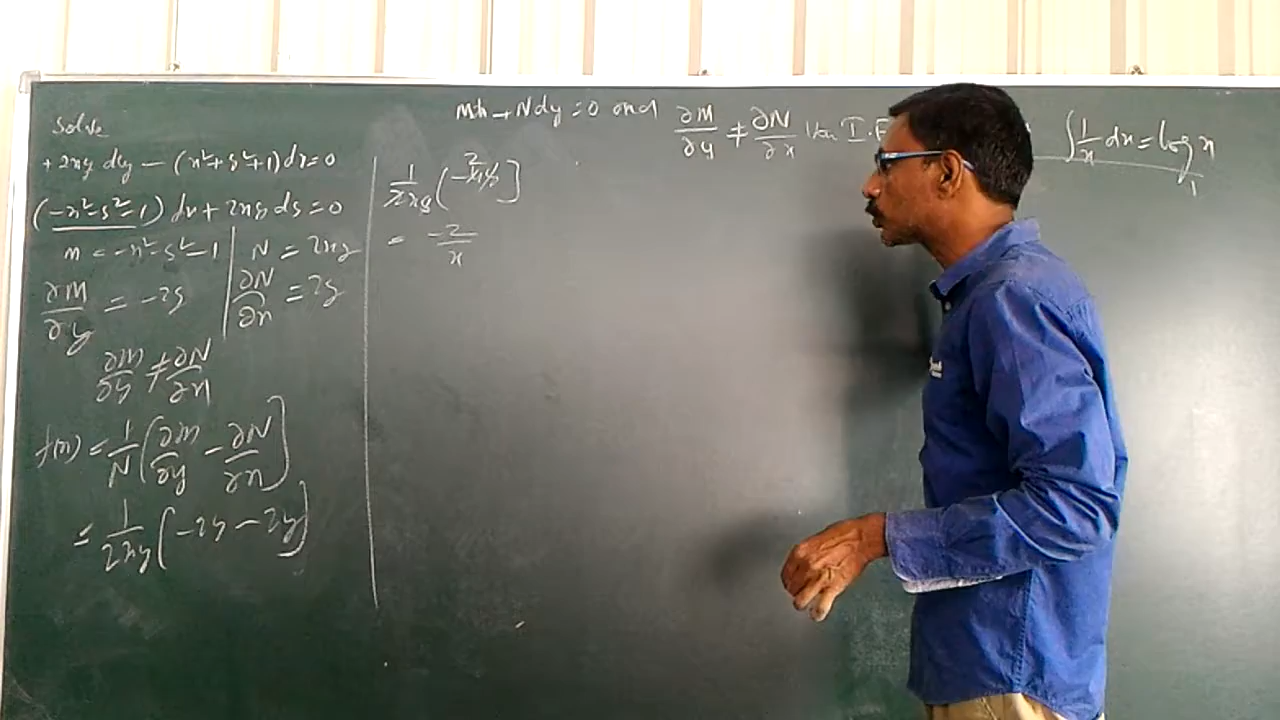 Solve
+ 2xy dy - (x²+y²+1) dx = 0
(-x²-y²-1) dx + 2xy dy = 0
M = -x²-y²-1 | N = 2xy
∂M/∂y = -2y | ∂N/∂x = 2y
∂M/∂y ≠ ∂N/∂x
f(x) = 1/N (∂M/∂y - ∂N/∂x]
= 1/2xy [-2y - 2y]
Mdx + Ndy = 0 and ∂M/∂y ≠ ∂N/∂x I.F
1/2xy (-4y]
= -2/x
∫ 1/x dx = log x